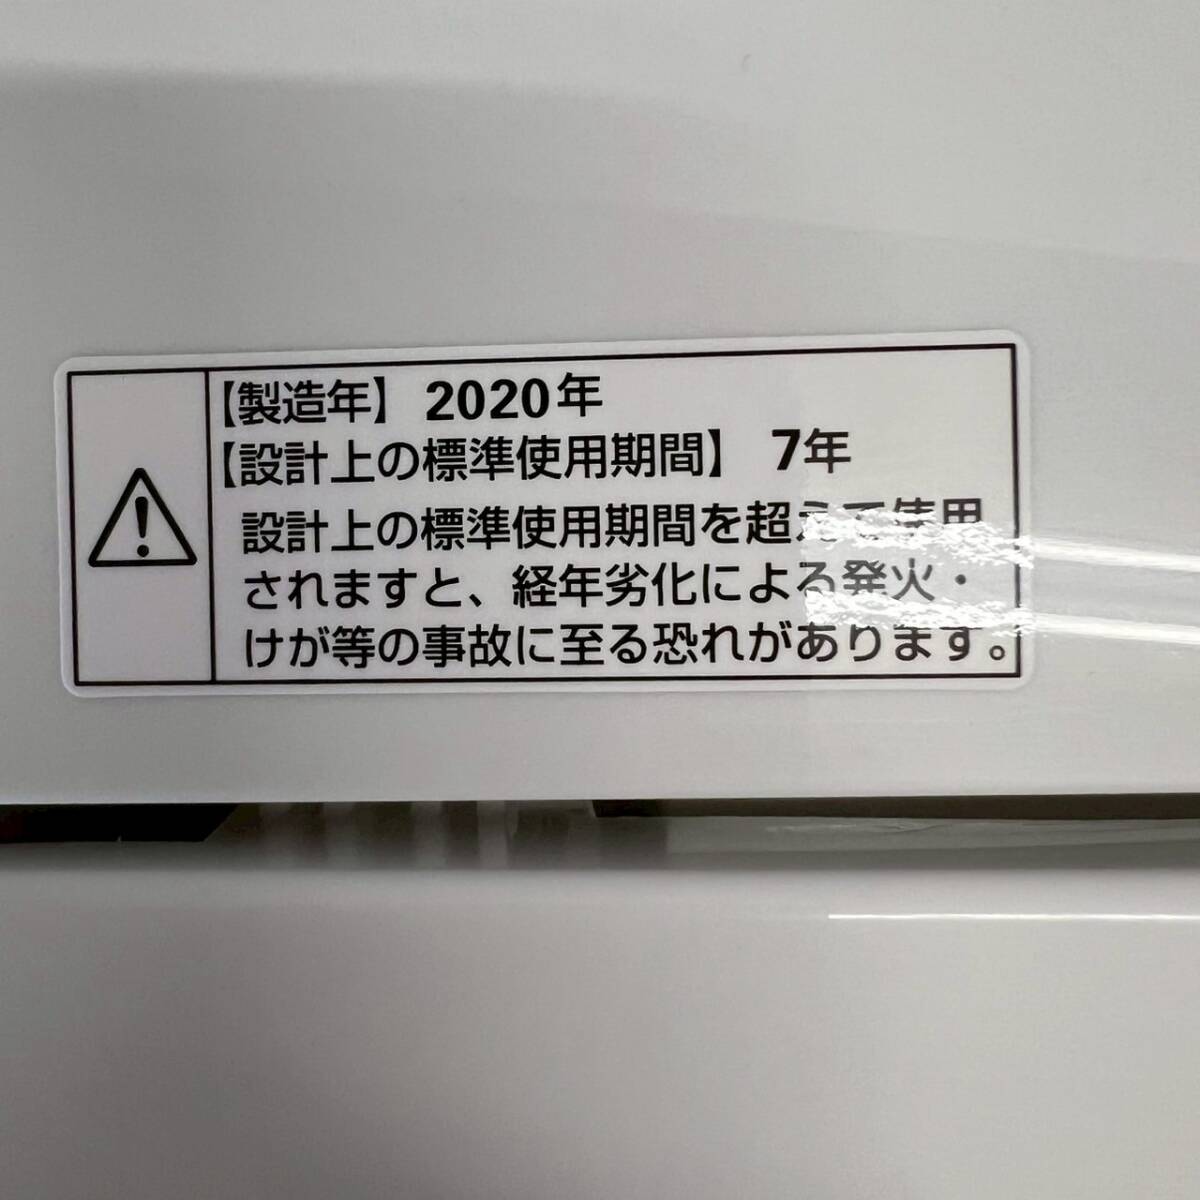 【製造年】 2020年
【設計上の標準使用期間】 7年
設計上の標準使用期間を超えて使用
されますと、経年劣化による発火・
けが等の事故に至る恐れがあります。